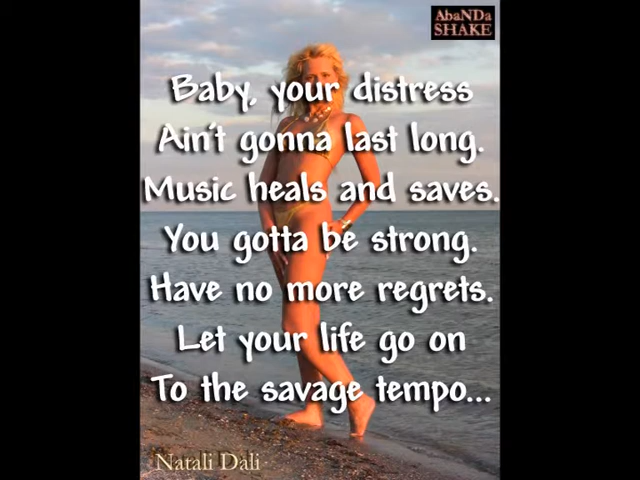 AbaNDa
SHAKE
Baby, your distress
Ain't gonna last long.
Music heals and saves.
You gotta be strong.
Have no more regrets.
Let your life go on
To the savage tempo...
Natali Dali